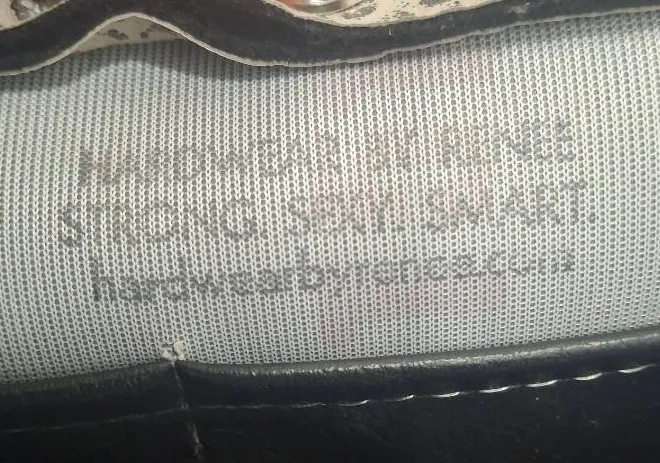 HARDWEAR BY RENEE
STRONG. SEXY. SMART.
hardwearbyrenee.com